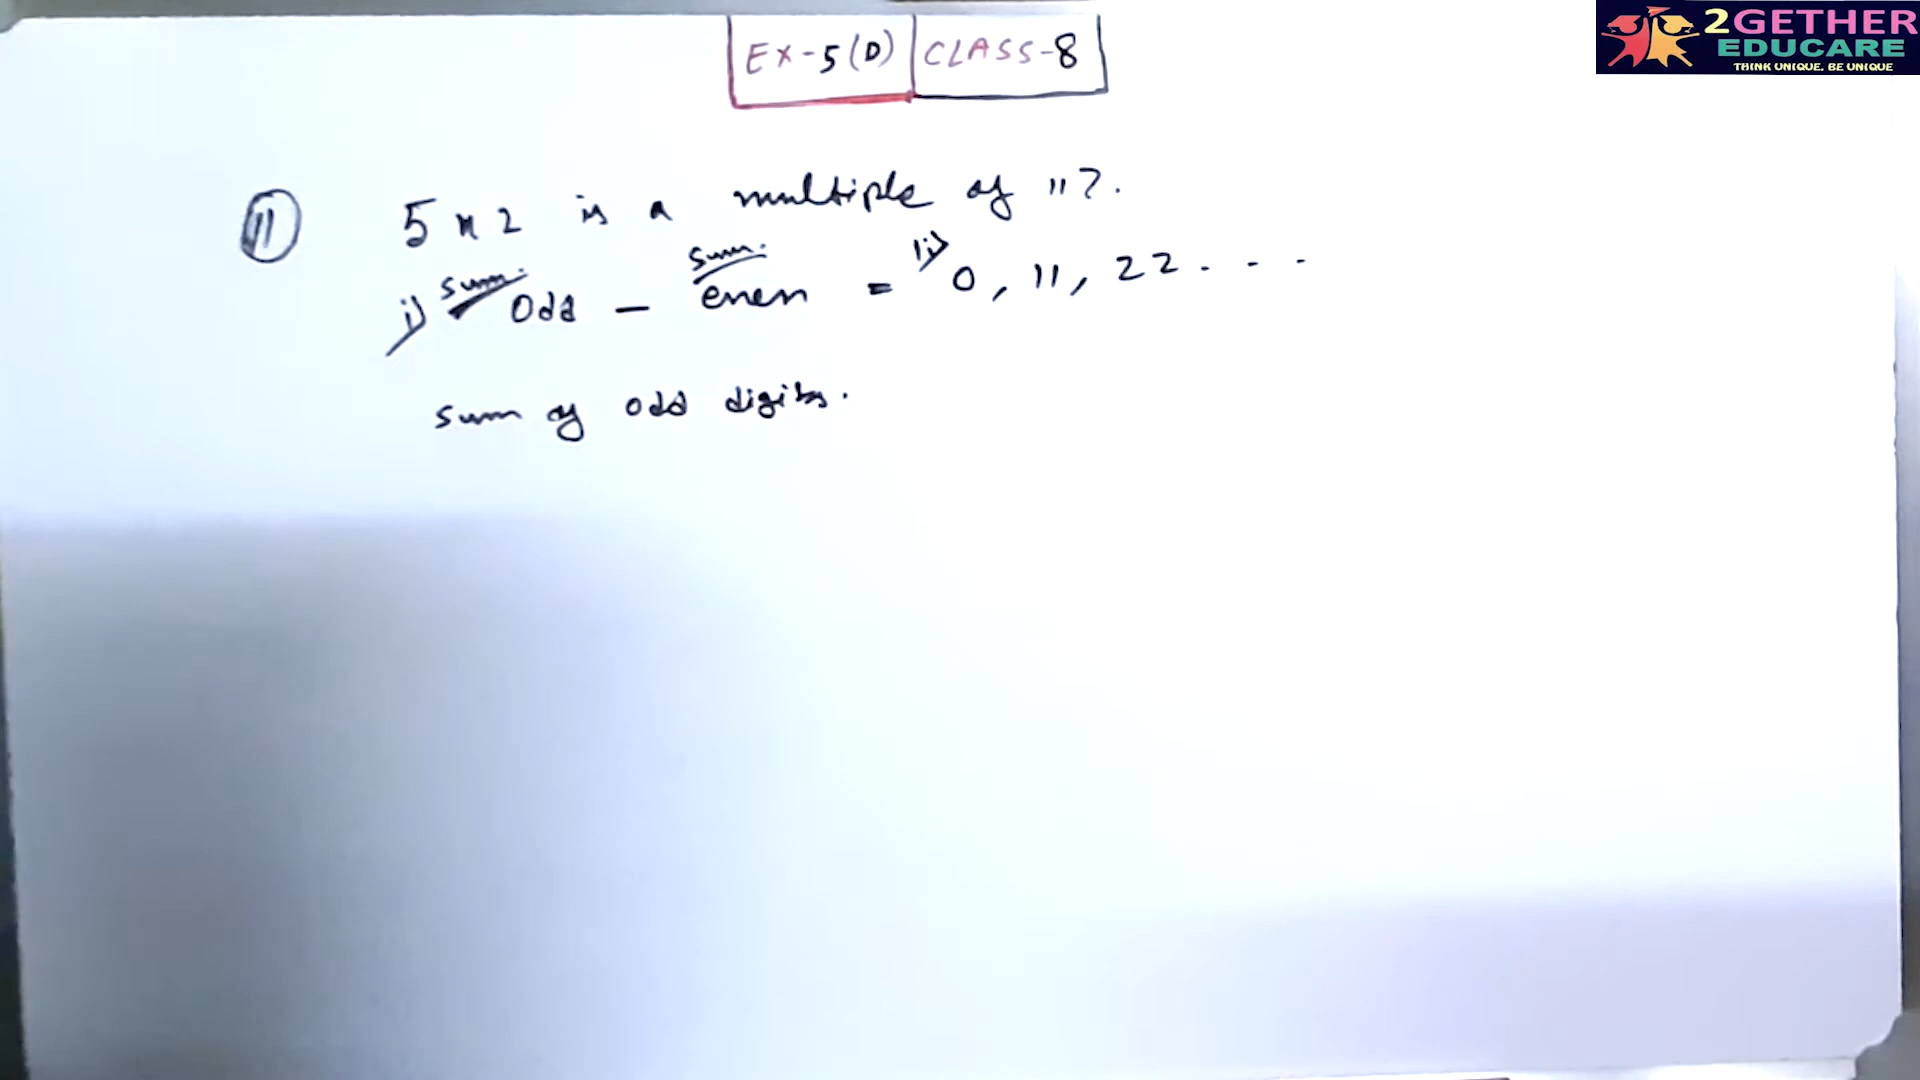 EX-5(D) CLASS-8
2GETHER
EDUCARE
THINK UNIQUE. BE UNIQUE
11 5x2 is a multiple of 11?.
i) sum. odd - sum. even = ii) 0, 11, 22 . . .
sum of odd digits.